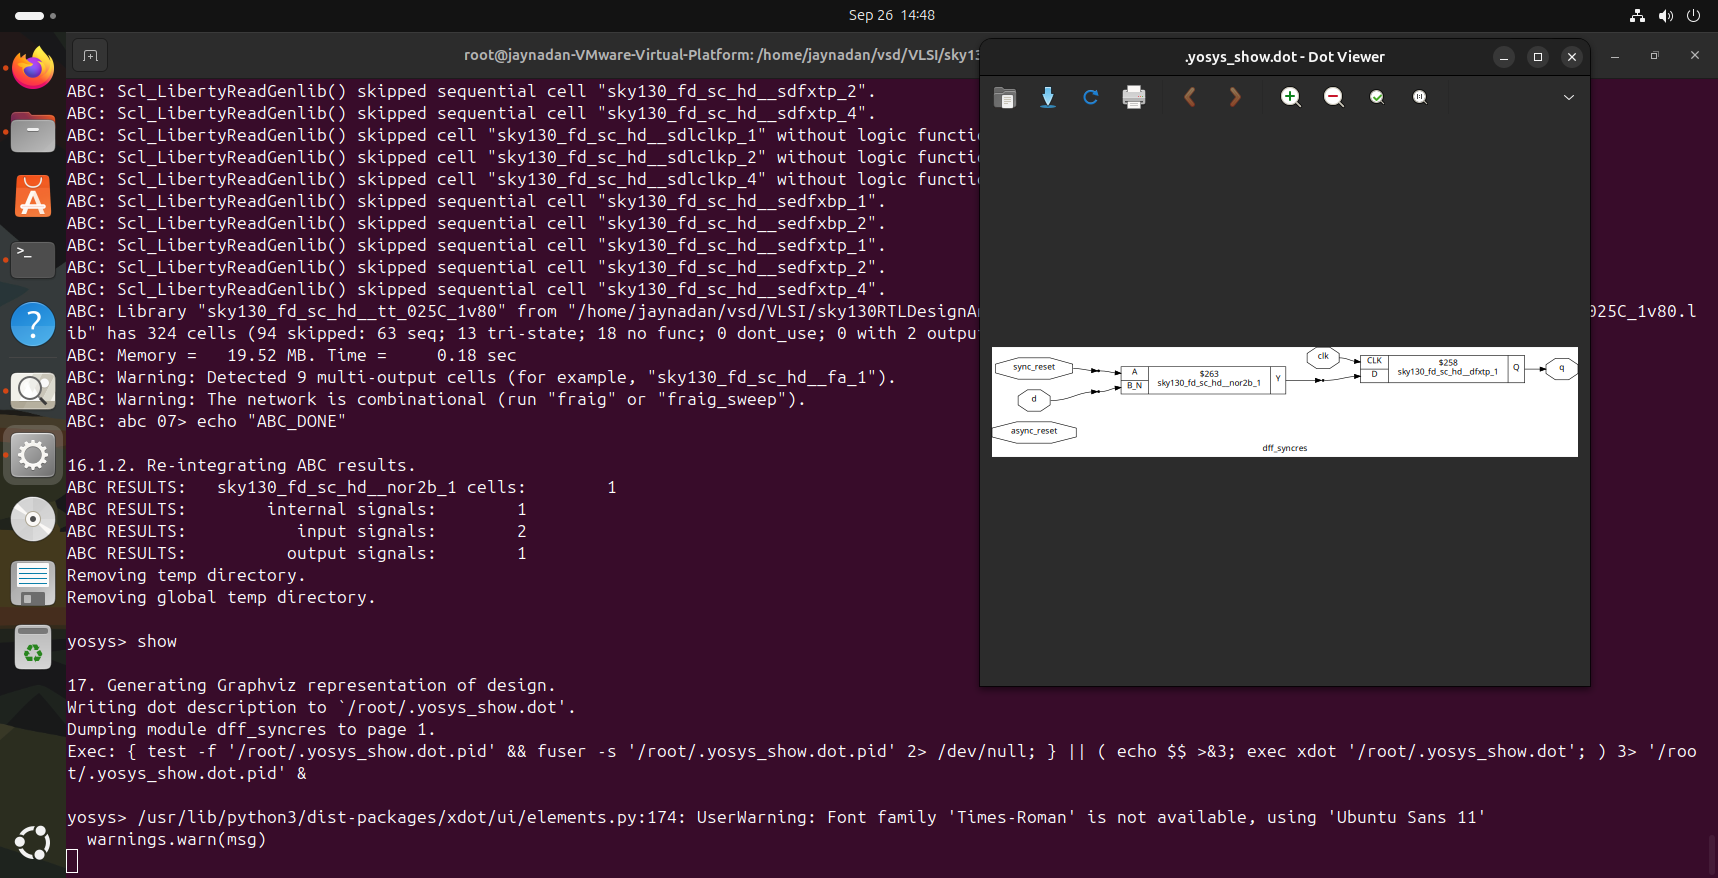 Sep 26 14:48
root@jaynadan-VMware-Virtual-Platform: /home/jaynadan/vsd/VLSI/sky13
ABC: Scl_LibertyReadGenlib() skipped sequential cell "sky130_fd_sc_hd__sdfxtp_2".
ABC: Scl_LibertyReadGenlib() skipped sequential cell "sky130_fd_sc_hd__sdfxtp_4".
ABC: Scl_LibertyReadGenlib() skipped cell "sky130_fd_sc_hd__sdlclkp_1" without logic functi
ABC: Scl_LibertyReadGenlib() skipped cell "sky130_fd_sc_hd__sdlclkp_2" without logic functi
ABC: Scl_LibertyReadGenlib() skipped cell "sky130_fd_sc_hd__sdlclkp_4" without logic functi
ABC: Scl_LibertyReadGenlib() skipped sequential cell "sky130_fd_sc_hd__sedfxbp_1".
ABC: Scl_LibertyReadGenlib() skipped sequential cell "sky130_fd_sc_hd__sedfxbp_2".
ABC: Scl_LibertyReadGenlib() skipped sequential cell "sky130_fd_sc_hd__sedfxtp_1".
ABC: Scl_LibertyReadGenlib() skipped sequential cell "sky130_fd_sc_hd__sedfxtp_2".
ABC: Scl_LibertyReadGenlib() skipped sequential cell "sky130_fd_sc_hd__sedfxtp_4".
ABC: Library "sky130_fd_sc_hd__tt_025C_1v80" from "/home/jaynadan/vsd/VLSI/sky130RTLDesignA 025C_1v80.l
ib" has 324 cells (94 skipped: 63 seq; 13 tri-state; 18 no func; 0 dont_use; 0 with 2 outpu
ABC: Memory =   19.52 MB. Time =     0.18 sec
ABC: Warning: Detected 9 multi-output cells (for example, "sky130_fd_sc_hd__fa_1").
ABC: Warning: The network is combinational (run "fraig" or "fraig_sweep").
ABC: abc 07> echo "ABC_DONE"
16.1.2. Re-integrating ABC results.
ABC RESULTS:   sky130_fd_sc_hd__nor2b_1 cells:        1
ABC RESULTS:        internal signals:        1
ABC RESULTS:           input signals:        2
ABC RESULTS:          output signals:        1
Removing temp directory.
Removing global temp directory.
yosys> show
17. Generating Graphviz representation of design.
Writing dot description to `/root/.yosys_show.dot'.
Dumping module dff_syncres to page 1.
Exec: { test -f '/root/.yosys_show.dot.pid' && fuser -s '/root/.yosys_show.dot.pid' 2> /dev/null; } || ( echo $$ >&3; exec xdot '/root/.yosys_show.dot'; ) 3> '/roo
t/.yosys_show.dot.pid' &
yosys> /usr/lib/python3/dist-packages/xdot/ui/elements.py:174: UserWarning: Font family 'Times-Roman' is not available, using 'Ubuntu Sans 11'
  warnings.warn(msg)
.yosys_show.dot - Dot Viewer
sync_reset
d
async_reset
A
B_N
$263
sky130_fd_sc_hd__nor2b_1
Y
clk
CLK
D
$258
sky130_fd_sc_hd__dfxtp_1
Q
q
dff_syncres